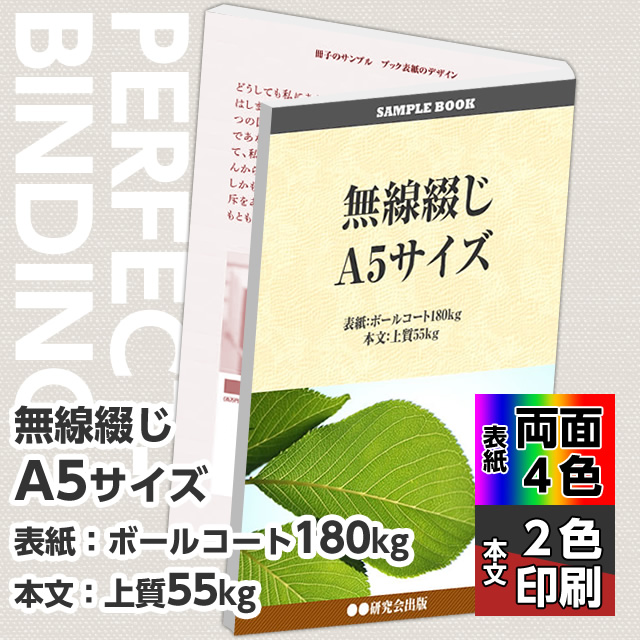 PERFECT
BINDING
冊子のサンプル ブック表紙のデザイン
どうしても私
はしま
つの
であ
て、私
んから
しかも
斥をあ
もとも
SAMPLE BOOK
無線綴じ
A5サイズ
表紙：ボールコート180kg
本文：上質55kg
●●研究会出版
無線綴じ
A5サイズ
表紙：ボールコート180kg
本文：上質55kg
表紙
両面
4色
本文
2色
印刷